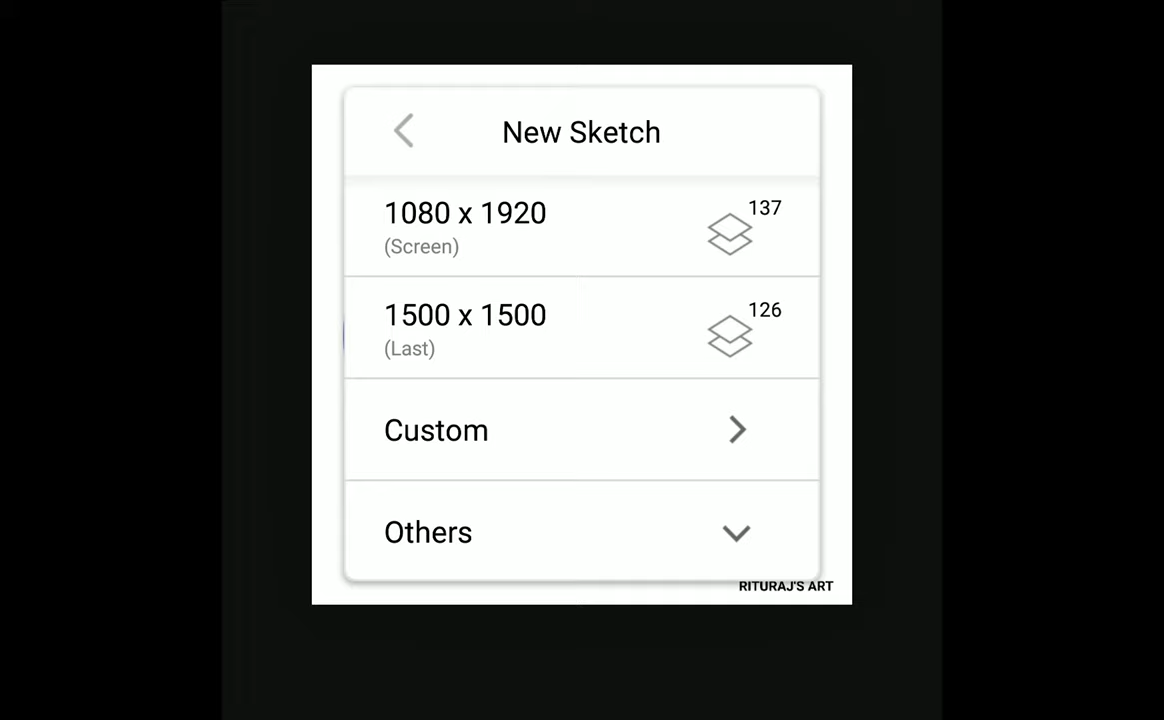 New Sketch
1080 x 1920
137
(Screen)
1500 x 1500
126
(Last)
Custom
Others
RITURAJ'S ART